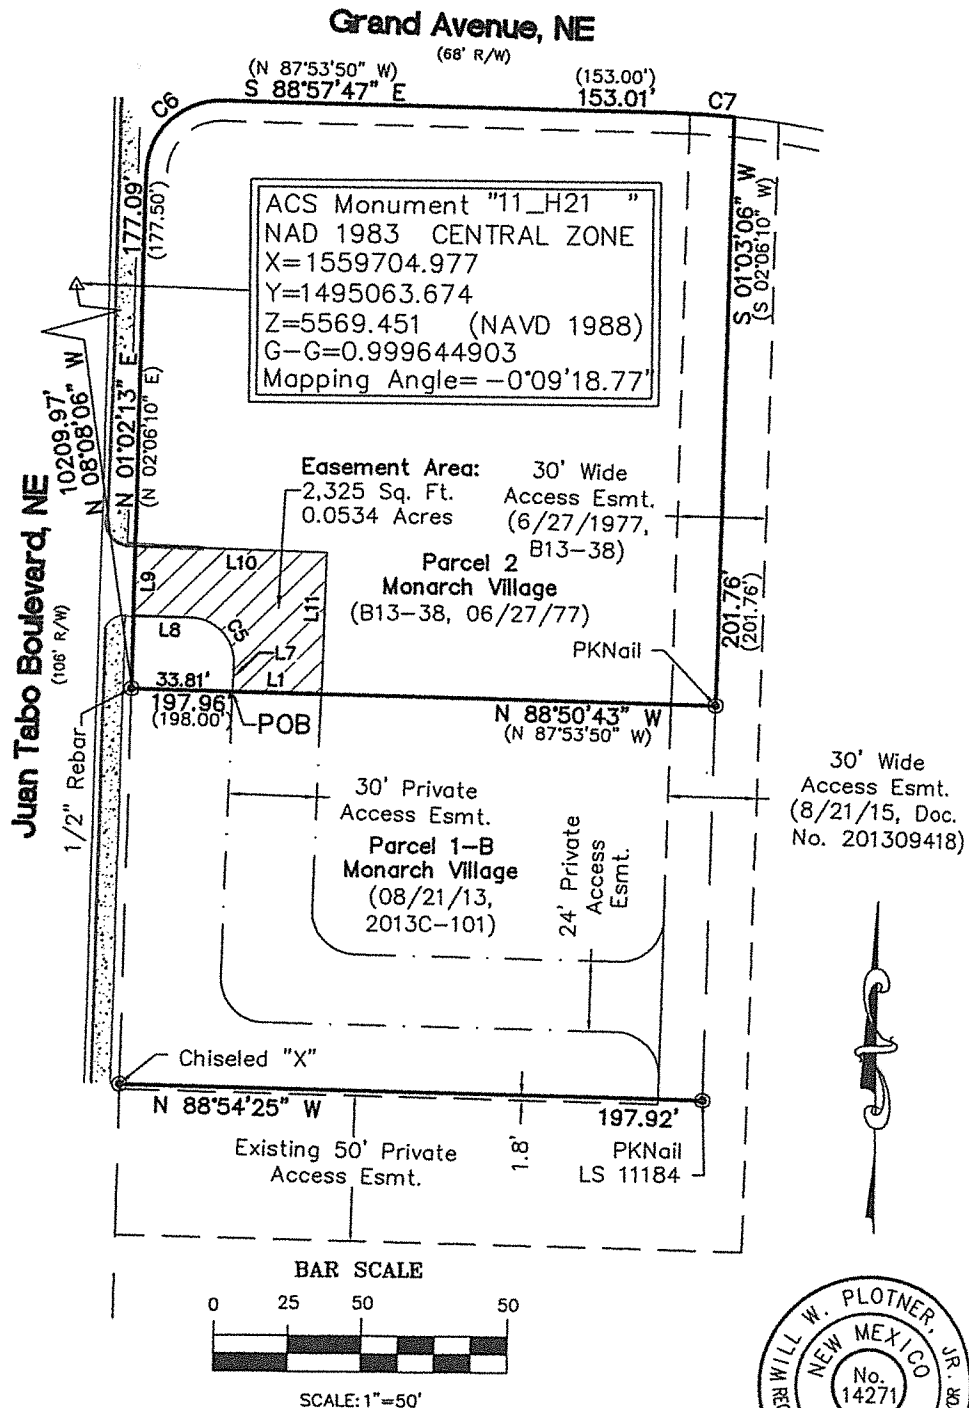 Grand Avenue, NE
(68' R/W)
(N 87°53'50" W)
S 88°57'47" E
(153.00')
153.01'
C6
C7
177.09'
(177.50')
ACS Monument "11_H21 "
NAD 1983 CENTRAL ZONE
X=1559704.977
Y=1495063.674
Z=5569.451 (NAVD 1988)
G-G=0.999644903
Mapping Angle= -0°09'18.77"
S 01°03'06" W
(S 02°06'10" W)
10209.97'
N 08°08'06" W
N 01°02'13" E
(N 02°06'10" E)
Juan Tabo Boulevard, NE
(106' R/W)
Easement Area:
2,325 Sq. Ft.
0.0534 Acres
30' Wide
Access Esmt.
(6/27/1977,
B13-38)
Parcel 2
Monarch Village
(B13-38, 06/27/77)
L10
L9
L11
L8
C5
L7
L1
201.76'
(201.76')
PKNail
33.81'
197.96'
(198.00')
POB
N 88°50'43" W
(N 87°53'50" W)
1/2" Rebar
30' Private
Access Esmt.
30' Wide
Access Esmt.
(8/21/15, Doc.
No. 201309418)
Parcel 1-B
Monarch Village
(08/21/13,
2013C-101)
24' Private
Access
Esmt.
Chiseled "X"
N 88°54'25" W
197.92'
Existing 50' Private
Access Esmt.
1.8'
PKNail
LS 11184
BAR SCALE
0 25 50 50
SCALE: 1"=50'
WILL W. PLOTNER, JR.
NEW MEXICO
No.
14271